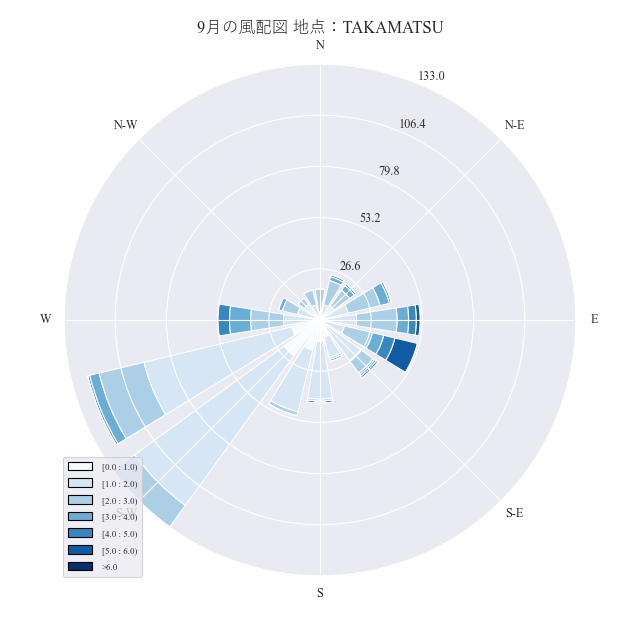 9月の風配図 地点：TAKAMATSU
N
133.0
N-W
106.4
N-E
79.8
53.2
26.6
W
E
[0.0 : 1.0)
[1.0 : 2.0)
[2.0 : 3.0)
[3.0 : 4.0)
[4.0 : 5.0)
[5.0 : 6.0)
>6.0
S-W
S-E
S